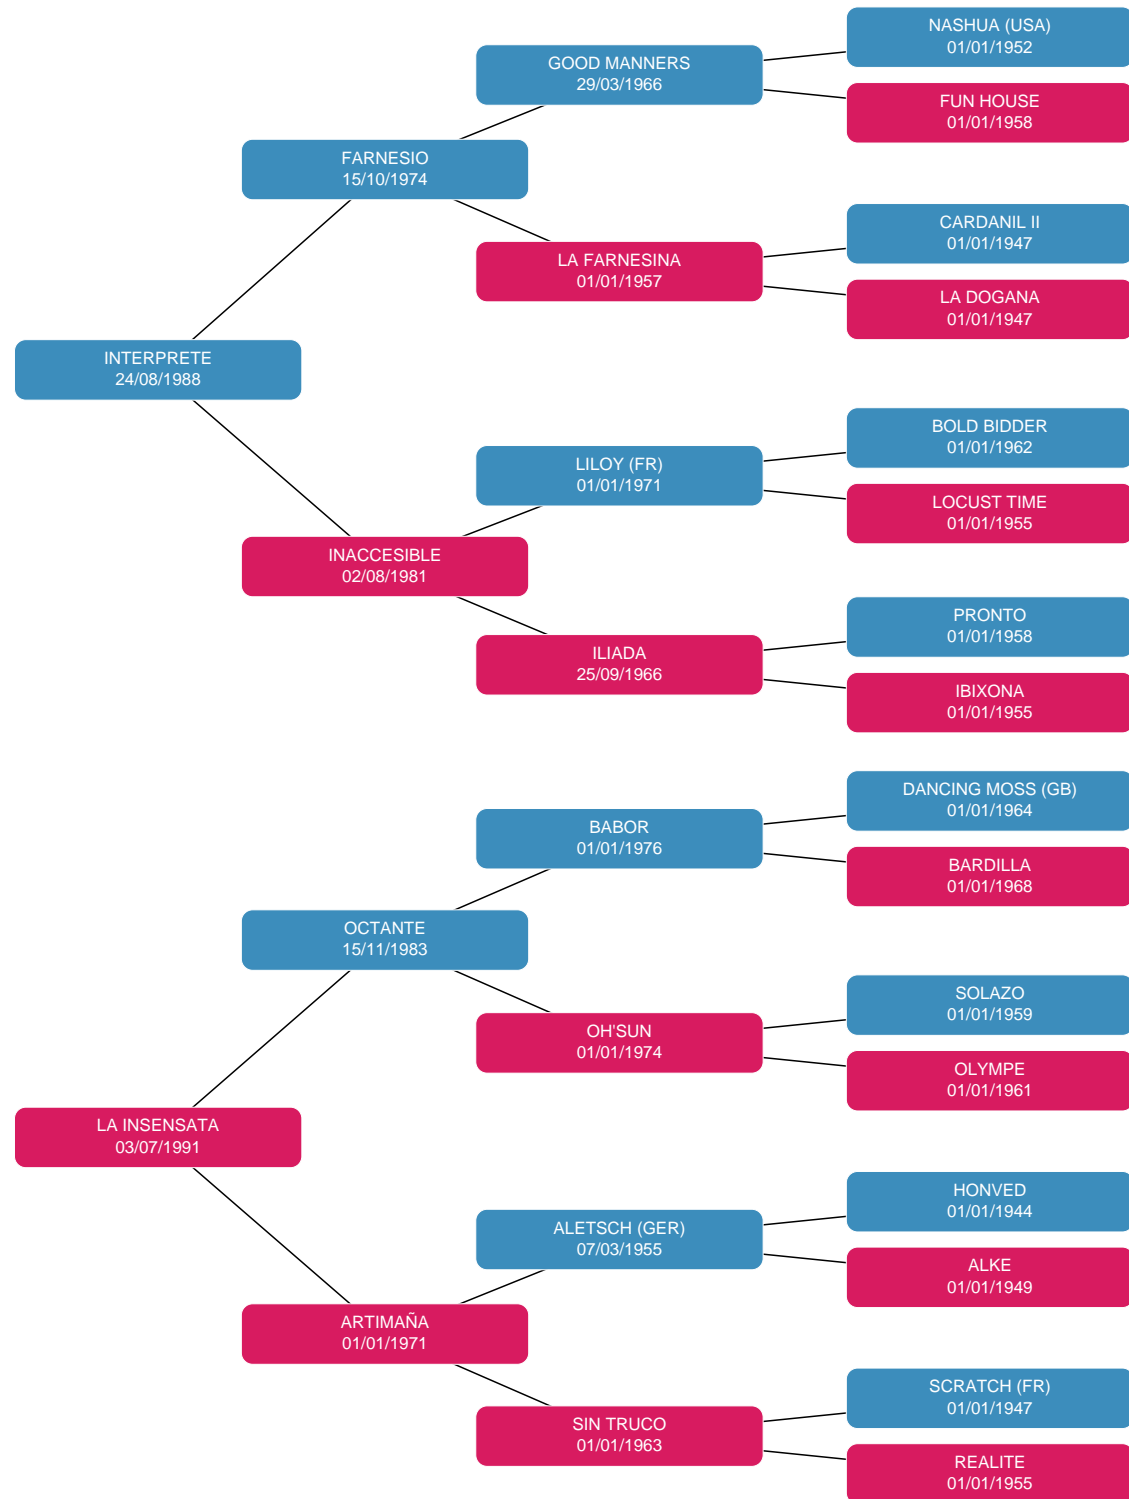 NASHUA (USA)
01/01/1952
GOOD MANNERS
29/03/1966
FUN HOUSE
01/01/1958
FARNESIO
15/10/1974
CARDANIL II
01/01/1947
LA FARNESINA
01/01/1957
LA DOGANA
01/01/1947
INTERPRETE
24/08/1988
BOLD BIDDER
01/01/1962
LILOY (FR)
01/01/1971
LOCUST TIME
01/01/1955
INACCESIBLE
02/08/1981
PRONTO
01/01/1958
ILIADA
25/09/1966
IBIXONA
01/01/1955
DANCING MOSS (GB)
01/01/1964
BABOR
01/01/1976
BARDILLA
01/01/1968
OCTANTE
15/11/1983
SOLAZO
01/01/1959
OH'SUN
01/01/1974
OLYMPE
01/01/1961
LA INSENSATA
03/07/1991
HONVED
01/01/1944
ALETSCH (GER)
07/03/1955
ALKE
01/01/1949
ARTIMAÑA
01/01/1971
SCRATCH (FR)
01/01/1947
SIN TRUCO
01/01/1963
REALITE
01/01/1955